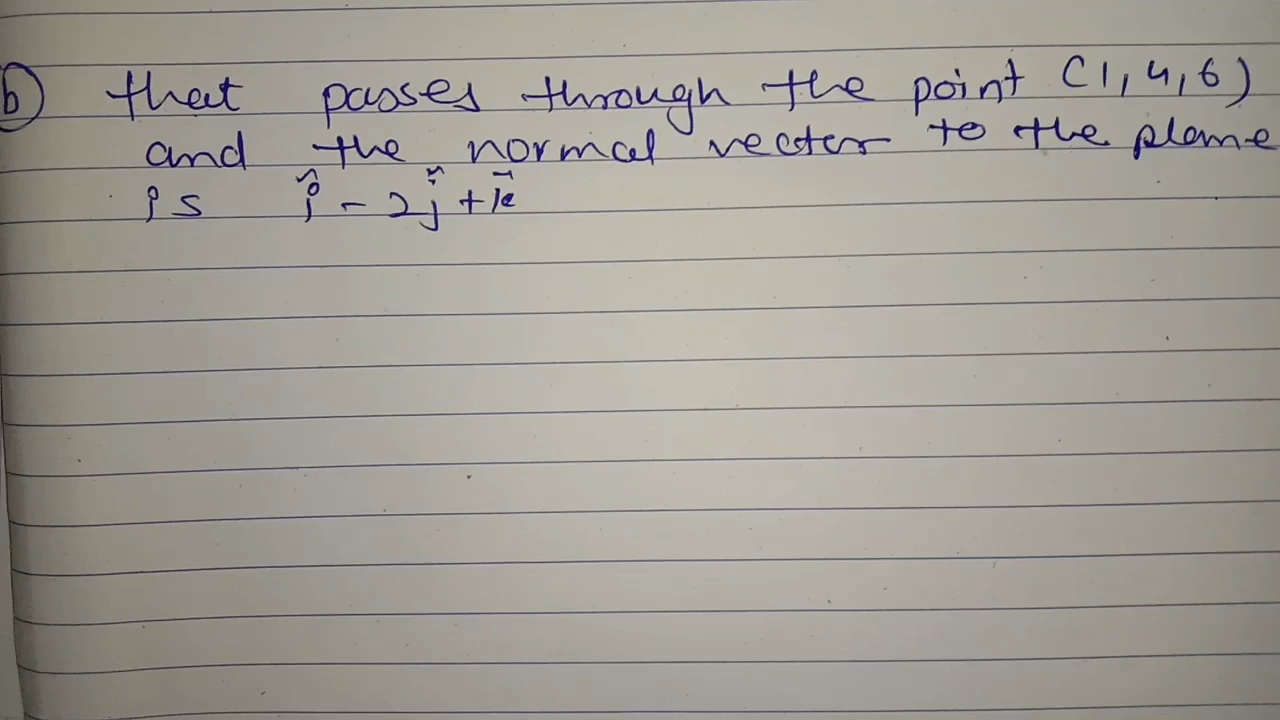 b) that passes through the point (1,4,6)
and the normal vector to the plane
is î - 2ĵ + k̂